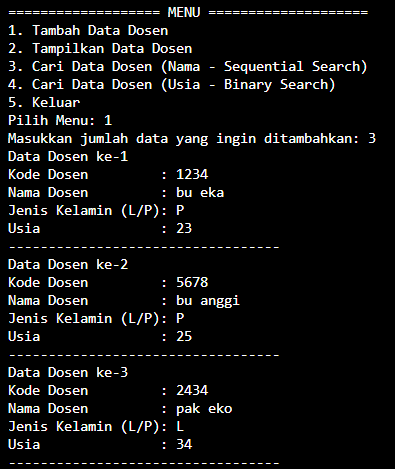 =================== MENU ====================
1. Tambah Data Dosen
2. Tampilkan Data Dosen
3. Cari Data Dosen (Nama - Sequential Search)
4. Cari Data Dosen (Usia - Binary Search)
5. Keluar
Pilih Menu: 1
Masukkan jumlah data yang ingin ditambahkan: 3
Data Dosen ke-1
Kode Dosen         : 1234
Nama Dosen         : bu eka
Jenis Kelamin (L/P): P
Usia               : 23
----------------------------------
Data Dosen ke-2
Kode Dosen         : 5678
Nama Dosen         : bu anggi
Jenis Kelamin (L/P): P
Usia               : 25
----------------------------------
Data Dosen ke-3
Kode Dosen         : 2434
Nama Dosen         : pak eko
Jenis Kelamin (L/P): L
Usia               : 34
----------------------------------